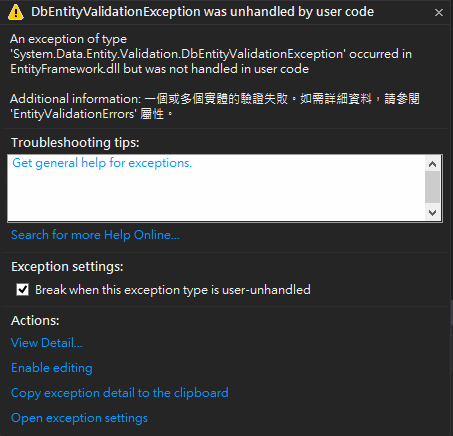 DbEntityValidationException was unhandled by user code
An exception of type
'System.Data.Entity.Validation.DbEntityValidationException' occurred in
EntityFramework.dll but was not handled in user code
Additional information: 一個或多個實體的驗證失敗。如需詳細資料，請參閱
'EntityValidationErrors' 屬性。
Troubleshooting tips:
Get general help for exceptions.
Search for more Help Online...
Exception settings:
Break when this exception type is user-unhandled
Actions:
View Detail...
Enable editing
Copy exception detail to the clipboard
Open exception settings